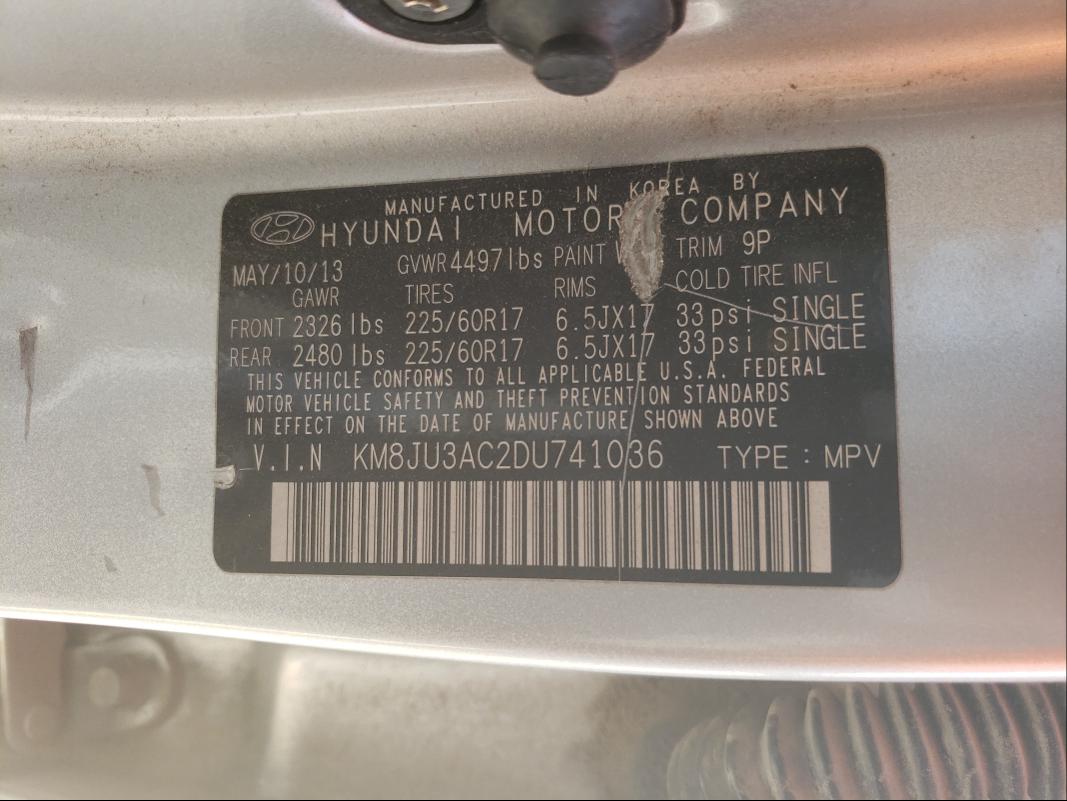 MANUFACTURED IN KOREA BY
HYUNDAI MOTOR COMPANY
MAY/10/13 GVWR 4497lbs PAINT TRIM 9P
GAWR TIRES RIMS COLD TIRE INFL
FRONT 2326 lbs 225/60R17 6.5JX17 33psi SINGLE
REAR 2480 lbs 225/60R17 6.5JX17 33psi SINGLE
THIS VEHICLE CONFORMS TO ALL APPLICABLE U.S.A. FEDERAL
MOTOR VEHICLE SAFETY AND THEFT PREVENTION STANDARDS
IN EFFECT ON THE DATE OF MANUFACTURE SHOWN ABOVE
V.I.N KM8JU3AC2DU741036 TYPE : MPV